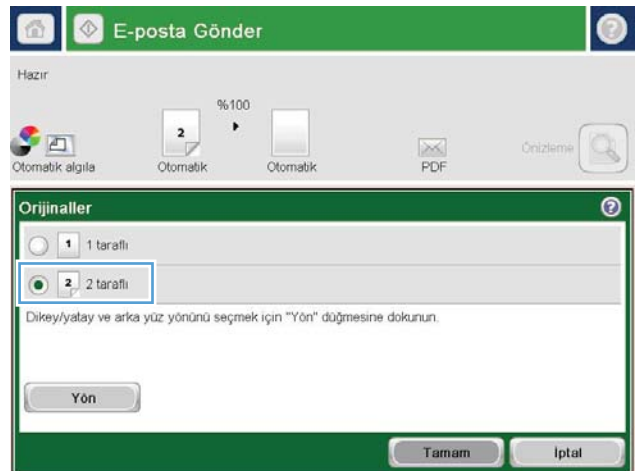 E-posta Gönder
Hazır
%100
2
Otomatik algıla
Otomatik
Otomatik
PDF
Önizleme
Orijinaller
1 1 taraflı
2 2 taraflı
Dikey/yatay ve arka yüz yönünü seçmek için "Yön" düğmesine dokunun.
Yön
Tamam
İptal